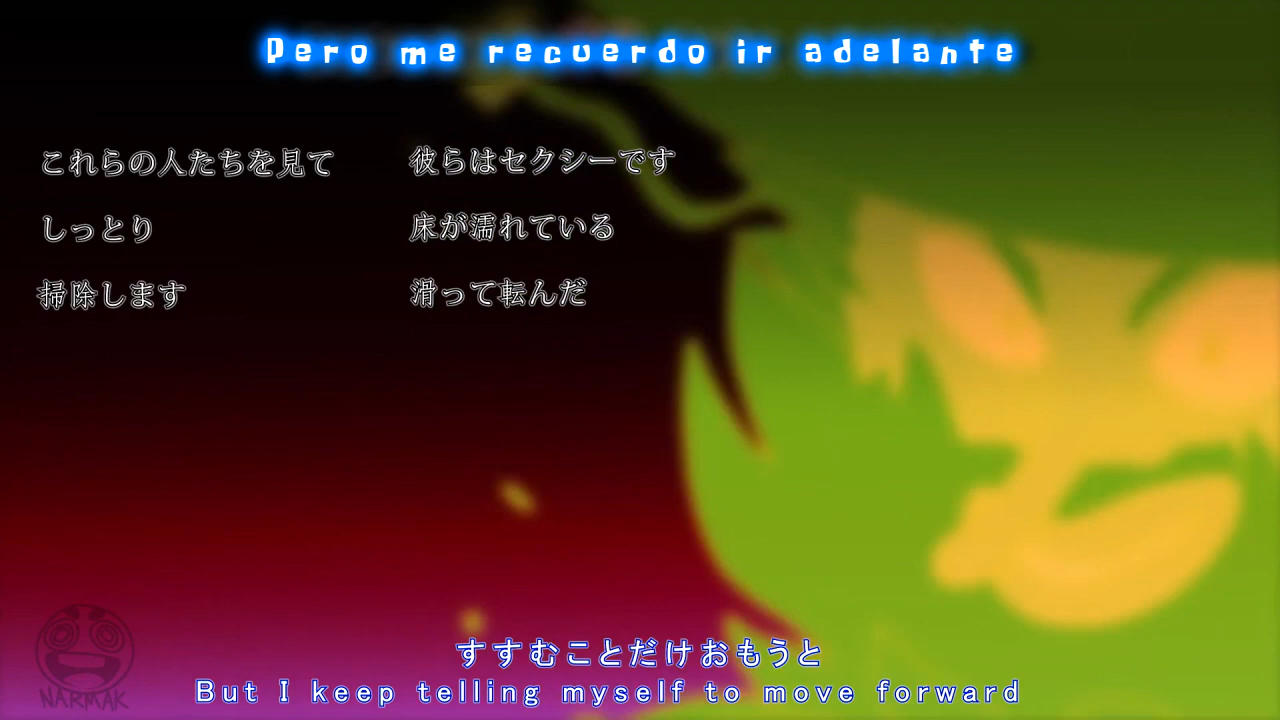 Pero me recuerdo ir adelante
これらの人たちを見て
彼らはセクシーです
しっとり
床が濡れている
掃除します
滑って転んだ
NARMAK
すすむことだけおもうと
But I keep telling myself to move forward